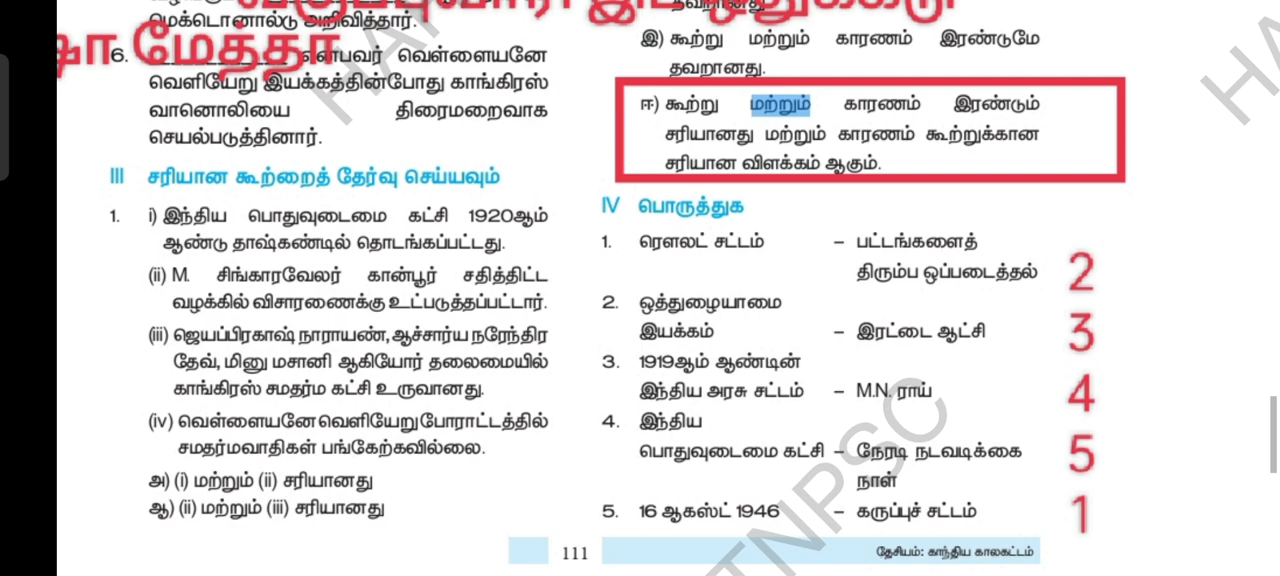 மெக்டொனால்டு அறிவித்தார்.
ஷா மேத்தா
6. என்பவர் வெள்ளையனே
வெளியேறு இயக்கத்தின்போது காங்கிரஸ்
வானொலியை திரைமறைவாக
செயல்படுத்தினார்.
III சரியான கூற்றைத் தேர்வு செய்யவும்
1. i) இந்திய பொதுவுடைமை கட்சி 1920ஆம்
ஆண்டு தாஷ்கண்டில் தொடங்கப்பட்டது.
(ii) M. சிங்காரவேலர் கான்பூர் சதித்திட்ட
வழக்கில் விசாரணைக்கு உட்படுத்தப்பட்டார்.
(iii) ஜெயப்பிரகாஷ் நாராயண், ஆச்சார்ய நரேந்திர
தேவ், மினு மசானி ஆகியோர் தலைமையில்
காங்கிரஸ் சமதர்ம கட்சி உருவானது.
(iv) வெள்ளையனே வெளியேறு போராட்டத்தில்
சமதர்மவாதிகள் பங்கேற்கவில்லை.
அ) (i) மற்றும் (ii) சரியானது
ஆ) (ii) மற்றும் (iii) சரியானது
தவறானது
இ) கூற்று மற்றும் காரணம் இரண்டுமே
தவறானது.
ஈ) கூற்று மற்றும் காரணம் இரண்டும்
சரியானது மற்றும் காரணம் கூற்றுக்கான
சரியான விளக்கம் ஆகும்.
IV பொருத்துக
1. ரௌலட் சட்டம் – பட்டங்களைத்
திரும்ப ஒப்படைத்தல் 2
2. ஒத்துழையாமை
இயக்கம் – இரட்டை ஆட்சி 3
3. 1919ஆம் ஆண்டின்
இந்திய அரசு சட்டம் – M.N. ராய் 4
4. இந்திய
பொதுவுடைமை கட்சி – நேரடி நடவடிக்கை 5
நாள்
5. 16 ஆகஸ்ட் 1946 – கருப்புச் சட்டம் 1
111 தேசியம்: காந்திய காலகட்டம்
TNPSC